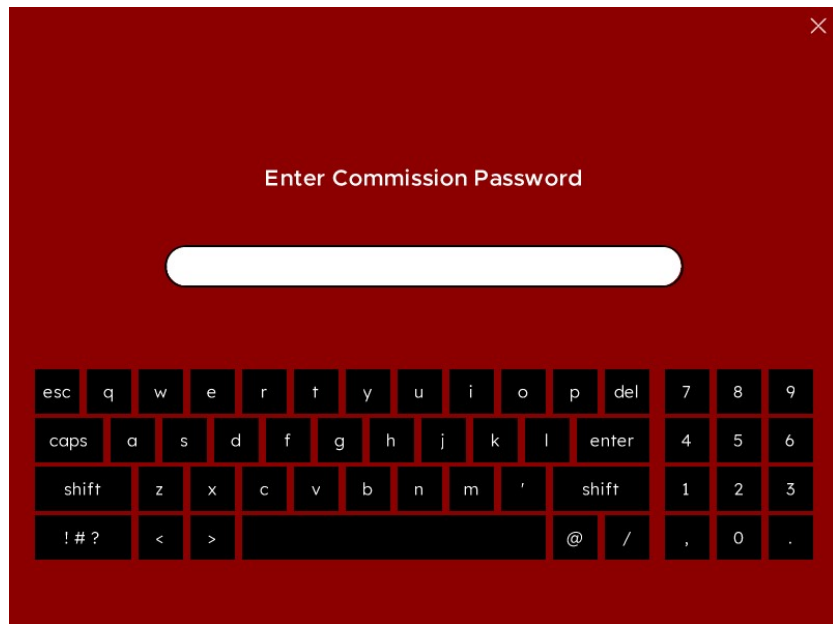 Enter Commission Password
esc q w e r t y u i o p del 7 8 9
caps a s d f g h j k l enter 4 5 6
shift z x c v b n m ' shift 1 2 3
!#? < > @ / , 0 .